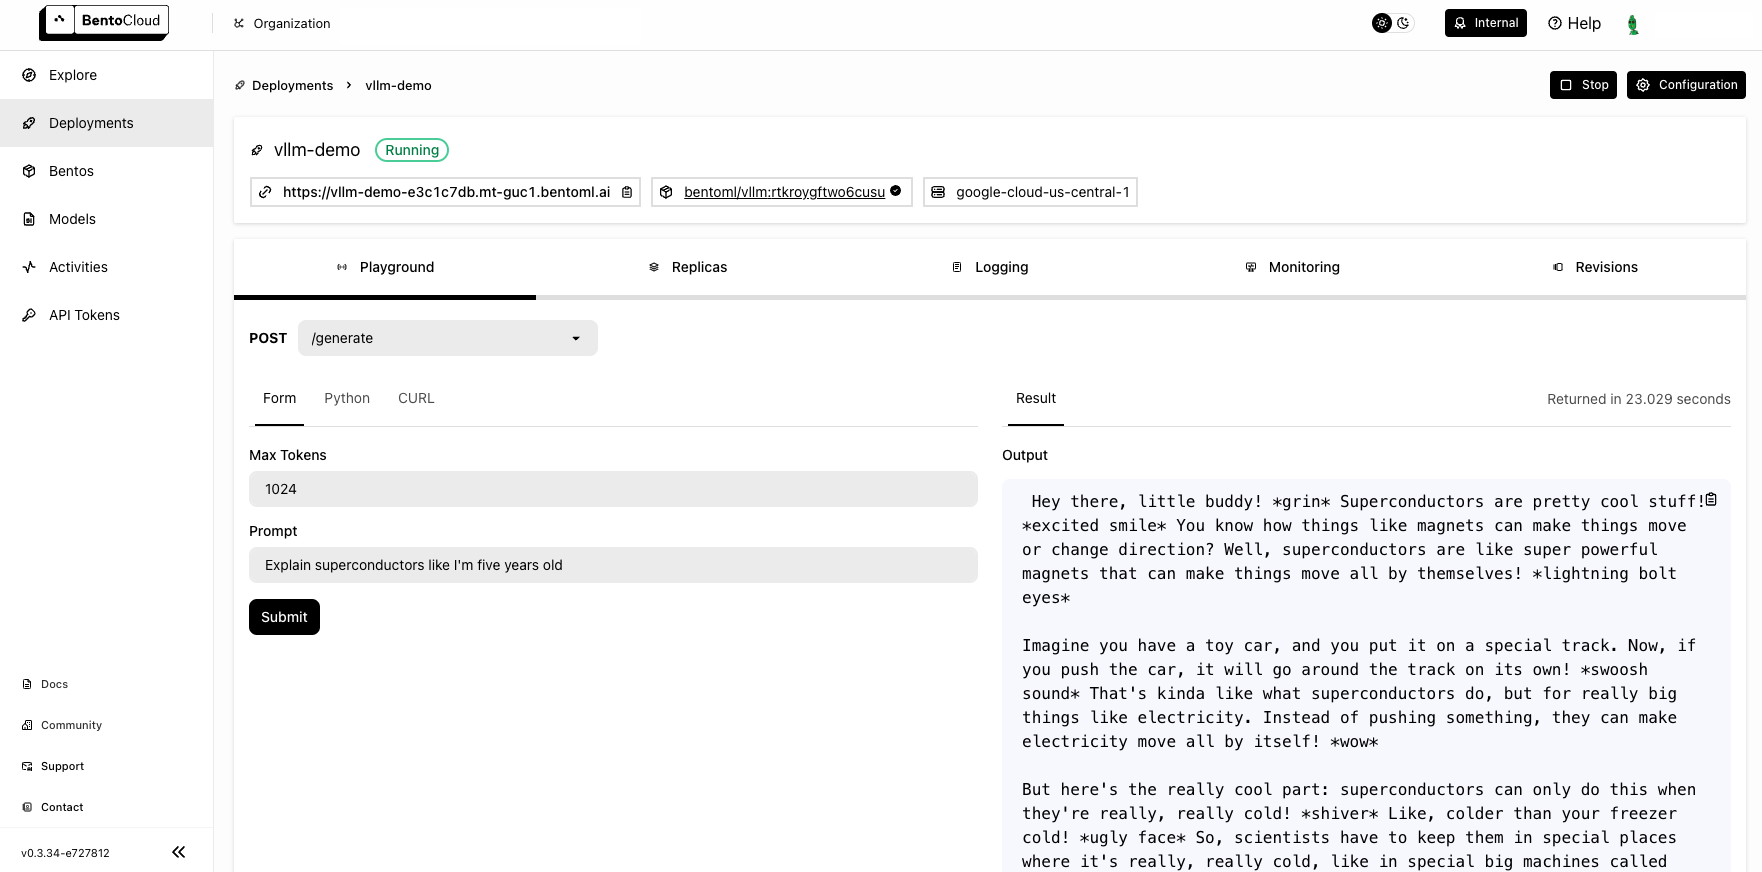 BentoCloud
Organization
Internal
Help
Explore
Deployments
Bentos
Models
Activities
API Tokens
Docs
Community
Support
Contact
v0.3.34-e727812
Deployments
vllm-demo
Stop
Configuration
vllm-demo
Running
https://vllm-demo-e3c1c7db.mt-guc1.bentoml.ai
bentoml/vllm:rtkroygftwo6cusu
google-cloud-us-central-1
Playground
Replicas
Logging
Monitoring
Revisions
POST
/generate
Form
Python
CURL
Max Tokens
1024
Prompt
Explain superconductors like I'm five years old
Submit
Result
Returned in 23.029 seconds
Output
Hey there, little buddy! *grin* Superconductors are pretty cool stuff!
*excited smile* You know how things like magnets can make things move
or change direction? Well, superconductors are like super powerful
magnets that can make things move all by themselves! *lightning bolt
eyes*
Imagine you have a toy car, and you put it on a special track. Now, if
you push the car, it will go around the track on its own! *swoosh
sound* That's kinda like what superconductors do, but for really big
things like electricity. Instead of pushing something, they can make
electricity move all by itself! *wow*
But here's the really cool part: superconductors can only do this when
they're really, really cold! *shiver* Like, colder than your freezer
cold! *ugly face* So, scientists have to keep them in special places
where it's really, really cold, like in special big machines called